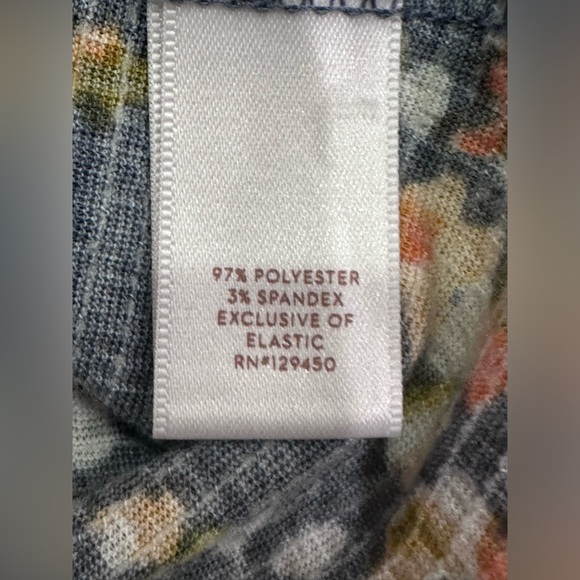 97% POLYESTER
3% SPANDEX
EXCLUSIVE OF
ELASTIC
RN#129450